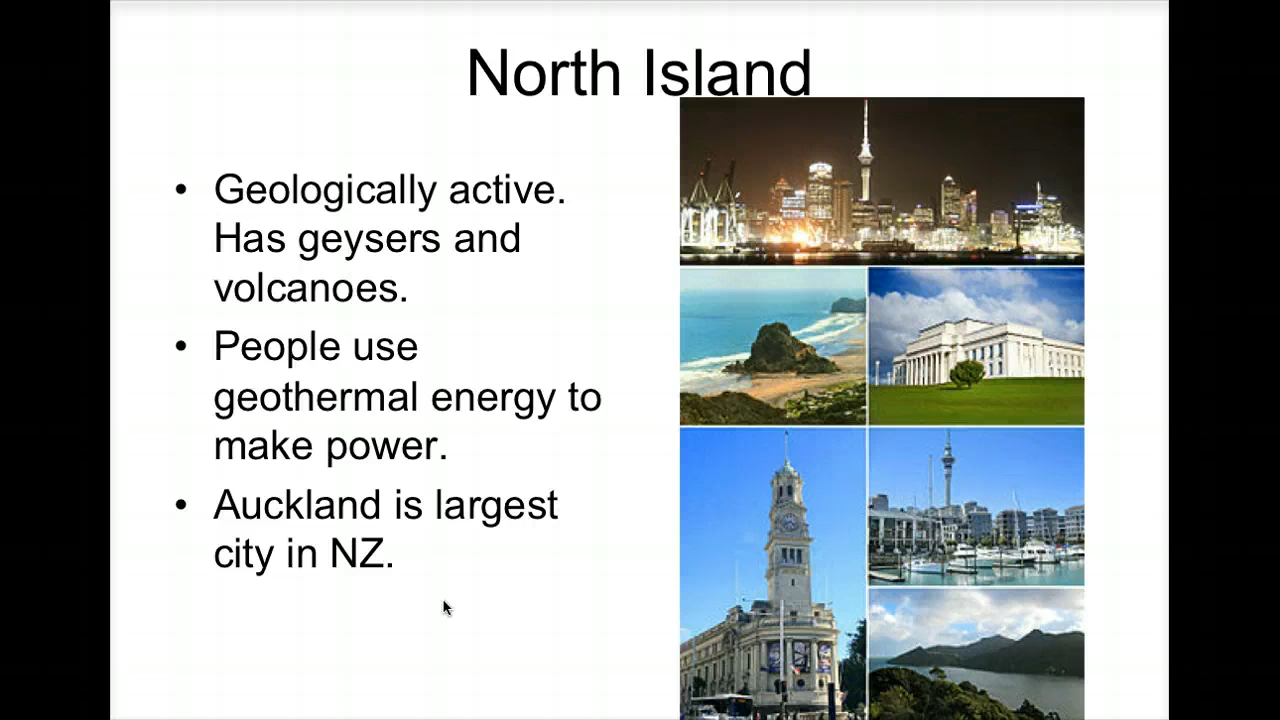 North Island
• Geologically active.
Has geysers and
volcanoes.
• People use
geothermal energy to
make power.
• Auckland is largest
city in NZ.